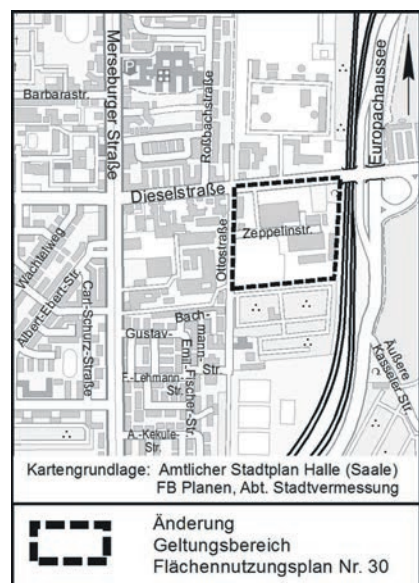 Merseburger Straße
P
Roßbachstraße
Europachaussee
Barbarastr.
Dieselstraße
Zeppelinstr.
Ottostraße
Wachtelweg
Albert-Ebert-Str.
Carl-Schurz-Straße
Bach-
mann-
Str.
Gustav-
Emil-
Fischer-Str.
F.-Lehmann-
Str.
A.-Kekule-
Str.
Äußere
Kasseler Str.
Kartengrundlage: Amtlicher Stadtplan Halle (Saale)
FB Planen, Abt. Stadtvermessung
Änderung
Geltungsbereich
Flächennutzungsplan Nr. 30